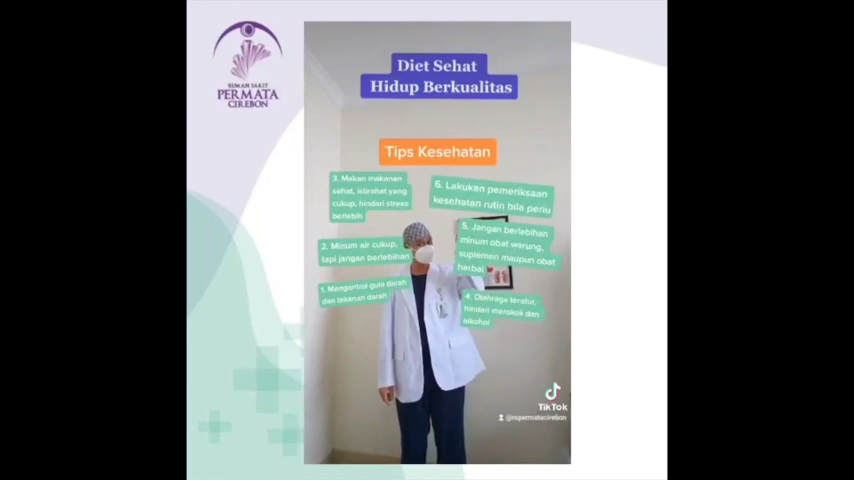 RUMAH SAKIT
PERMATA
CIREBON
Diet Sehat
Hidup Berkualitas
Tips Kesehatan
3. Makan makanan
sehat, istirahat yang
cukup, hindari stress
berlebih
2. Minum air cukup,
tapi jangan berlebihan
1. Mengontrol gula darah
dan tekanan darah
6. Lakukan pemeriksaan
kesehatan rutin bila perlu
5. Jangan berlebihan
minum obat warung,
suplemen maupun obat
herbal
4. Olahraga teratur,
hindari merokok dan
alkohol
TikTok
@rspermatacirebon